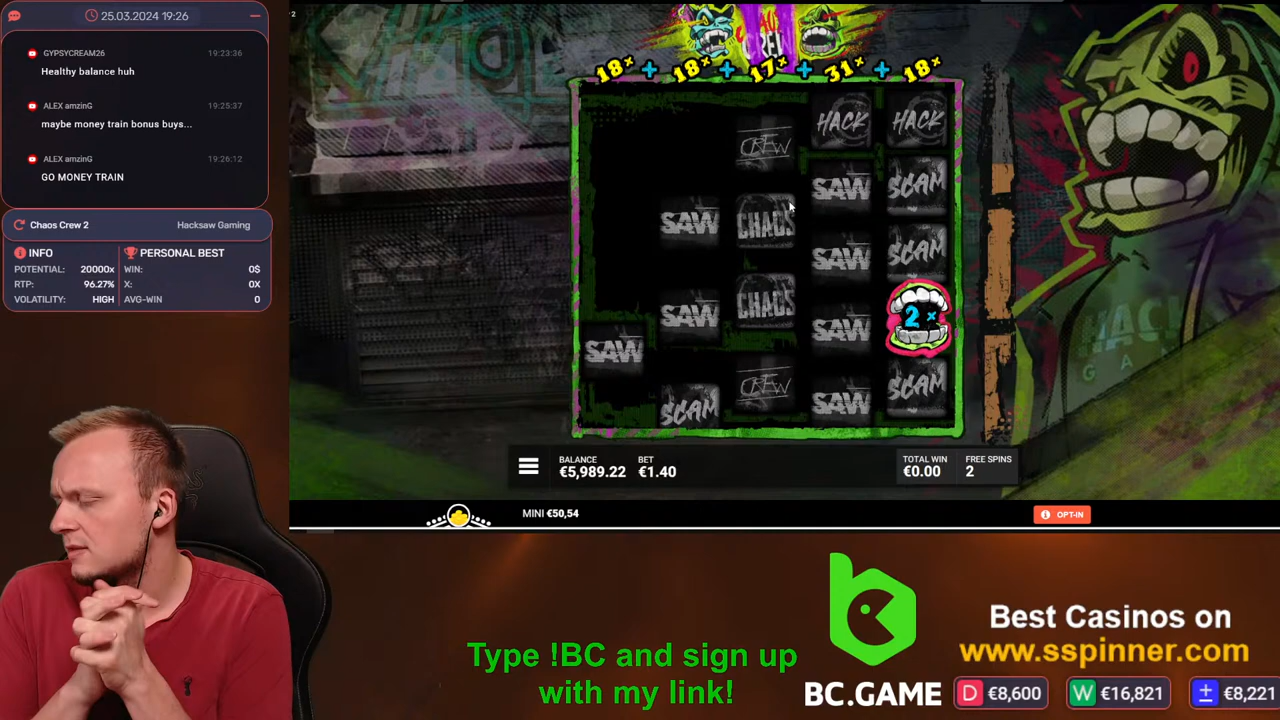 25.03.2024 19:26
GYPSYCREAM26 19:23:36
Healthy balance huh
ALEX amzinG 19:25:37
maybe money train bonus buys...
ALEX amzinG 19:26:12
GO MONEY TRAIN
Chaos Crew 2 Hacksaw Gaming
INFO PERSONAL BEST
POTENTIAL: 20000x WIN: 0$
RTP: 96.27% X: 0X
VOLATILITY: HIGH AVG-WIN 0
2
CREW
18x + 18x + 17x + 31x + 18x
HACK HACK
CREW
SAW SCAM
SAW CHAOS
SAW SCAM
CHAOS
SAW SAW 2x
SAW
CREW SCAM
SCAM SAW
HACK
GA
BALANCE BET TOTAL WIN FREE SPINS
€5,989.22 €1.40 €0.00 2
MINI €50,54 OPT-IN
Type !BC and sign up
with my link!
BC.GAME
Best Casinos on
www.sspinner.com
D €8,600 W €16,821 ± €8,221